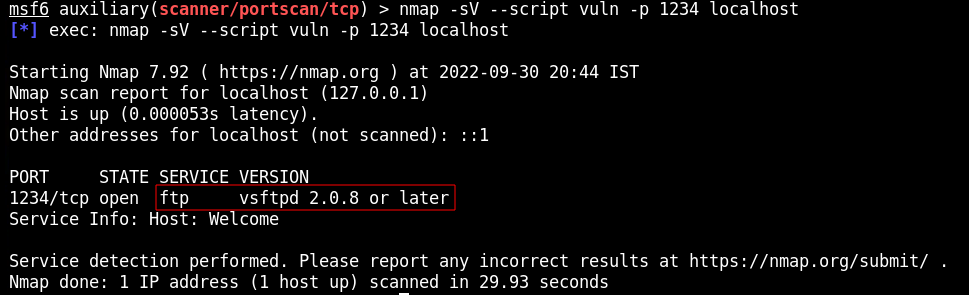 msf6 auxiliary(scanner/portscan/tcp) > nmap -sV --script vuln -p 1234 localhost
[*] exec: nmap -sV --script vuln -p 1234 localhost
Starting Nmap 7.92 ( https://nmap.org ) at 2022-09-30 20:44 IST
Nmap scan report for localhost (127.0.0.1)
Host is up (0.000053s latency).
Other addresses for localhost (not scanned): ::1
PORT     STATE SERVICE VERSION
1234/tcp open  ftp     vsftpd 2.0.8 or later
Service Info: Host: Welcome
Service detection performed. Please report any incorrect results at https://nmap.org/submit/ .
Nmap done: 1 IP address (1 host up) scanned in 29.93 seconds